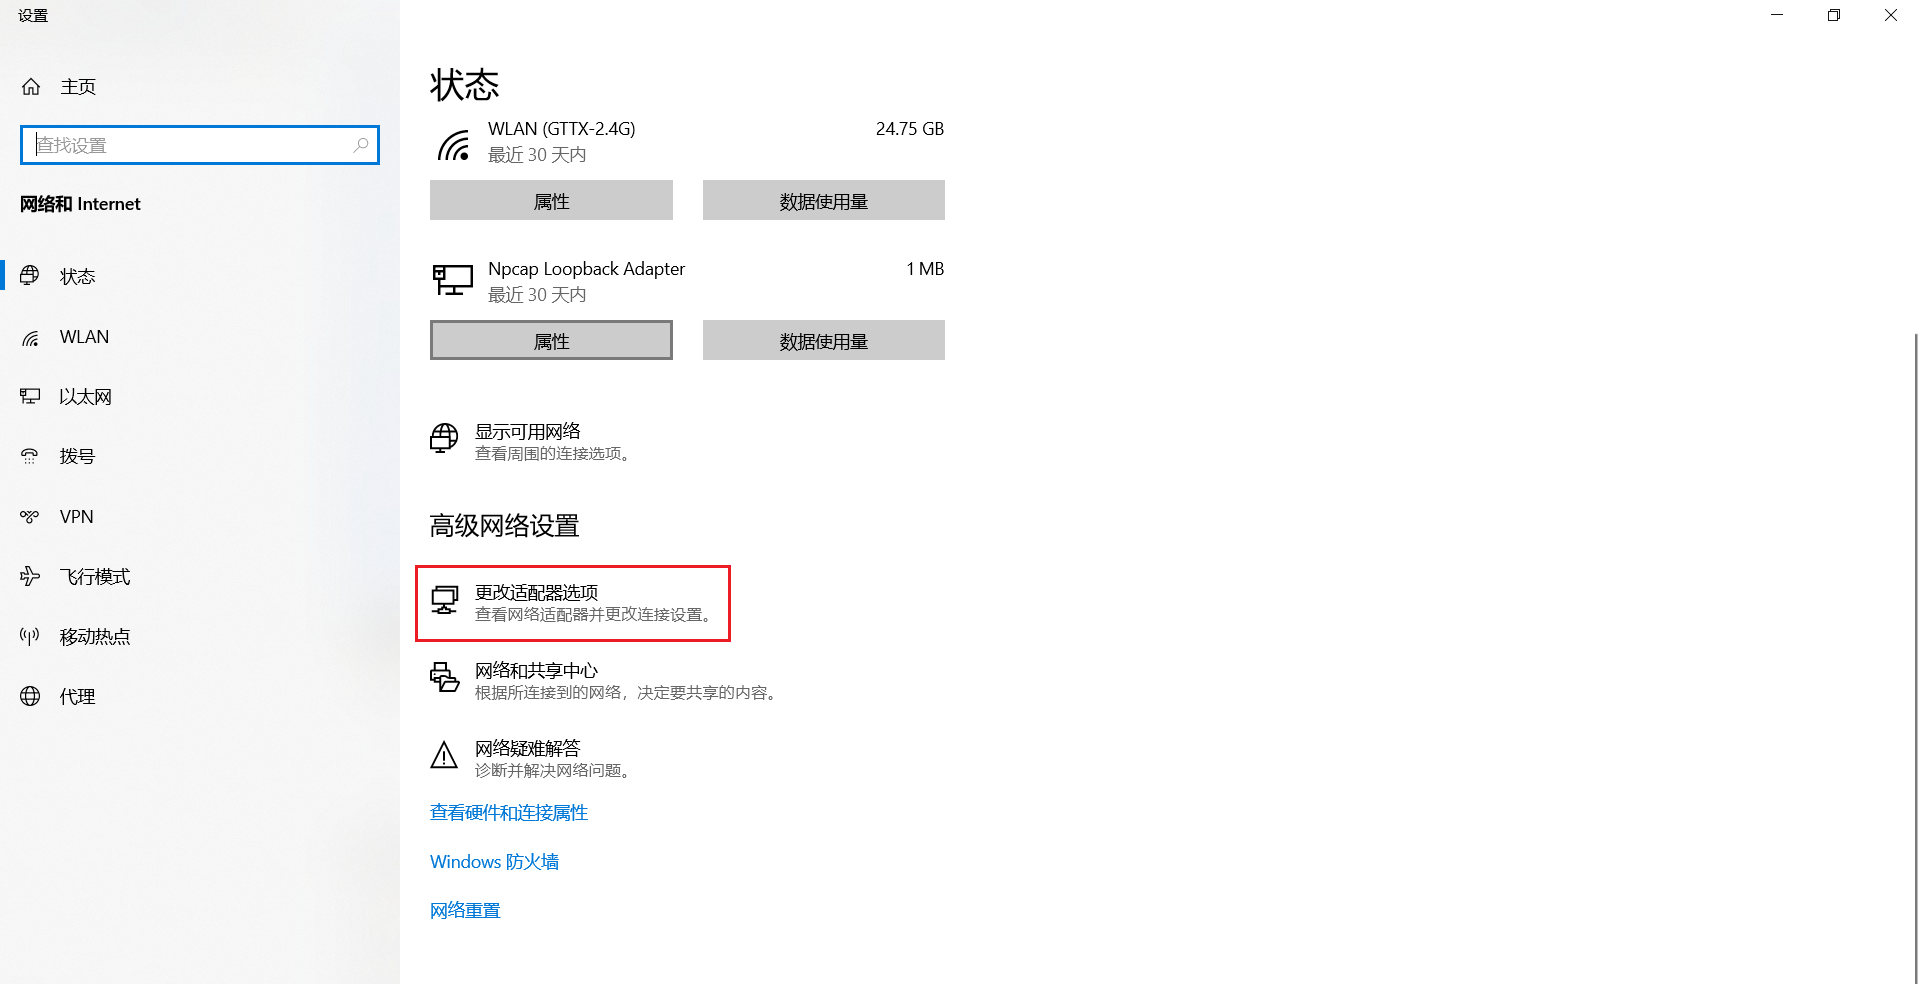 设置
主页
查找设置
网络和 Internet
状态
WLAN
以太网
拨号
VPN
飞行模式
移动热点
代理
状态
WLAN (GTTX-2.4G)
24.75 GB
最近 30 天内
属性
数据使用量
Npcap Loopback Adapter
1 MB
最近 30 天内
属性
数据使用量
显示可用网络
查看周围的连接选项。
高级网络设置
更改适配器选项
查看网络适配器并更改连接设置。
网络和共享中心
根据所连接到的网络，决定要共享的内容。
网络疑难解答
诊断并解决网络问题。
查看硬件和连接属性
Windows 防火墙
网络重置